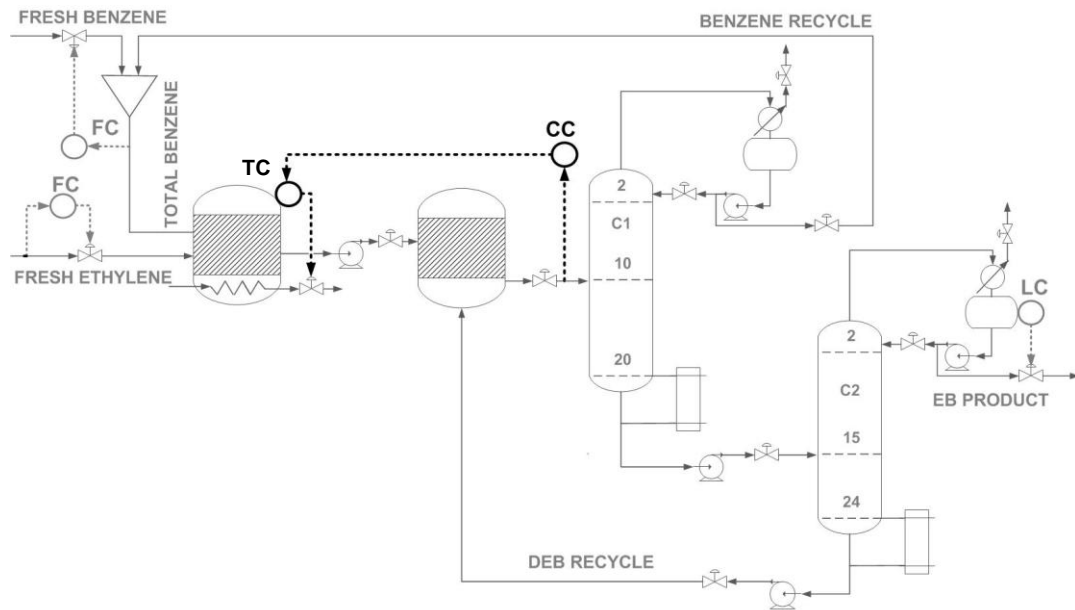 FRESH BENZENE
BENZENE RECYCLE
FC
TOTAL BENZENE
CC
TC
FC
FRESH ETHYLENE
2
C1
10
20
LC
2
C2
15
24
EB PRODUCT
DEB RECYCLE